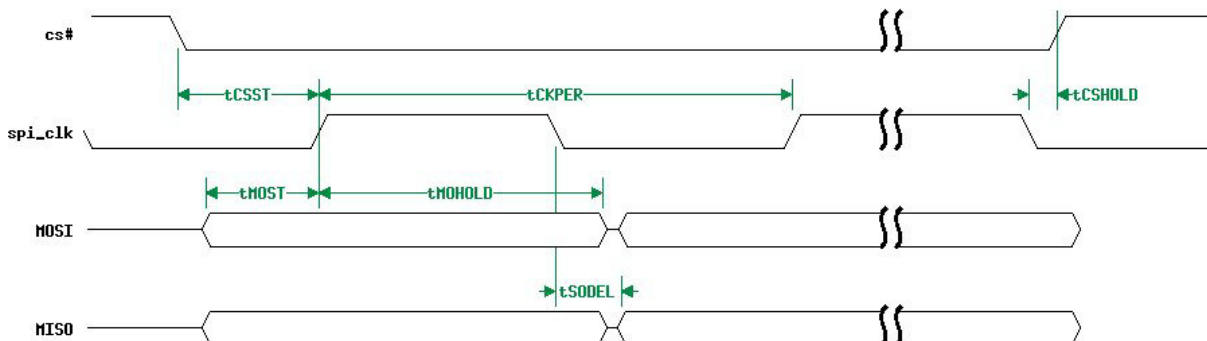 cs#
tCSST
tCKPER
tCSHOLD
spi_clk
tMOST
tMOHOLD
MOSI
tSODEL
MISO